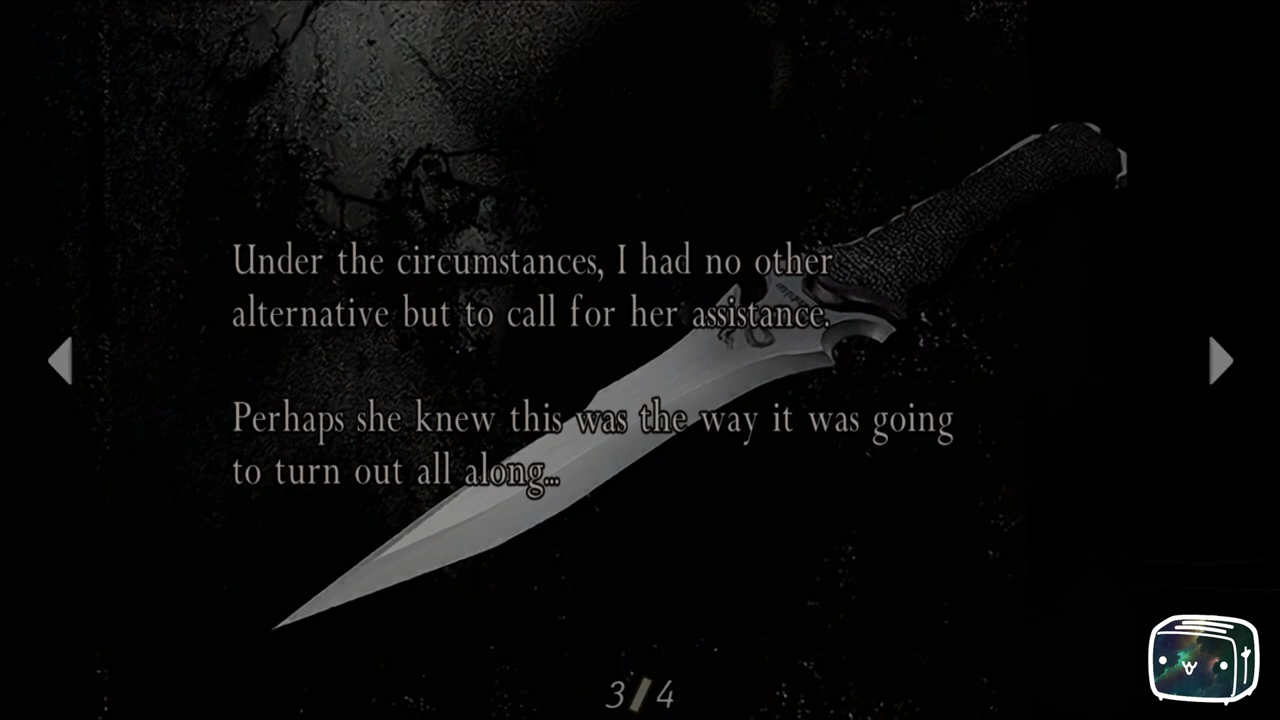 Under the circumstances, I had no other
alternative but to call for her assistance.
Perhaps she knew this was the way it was going
to turn out all along...
3/4